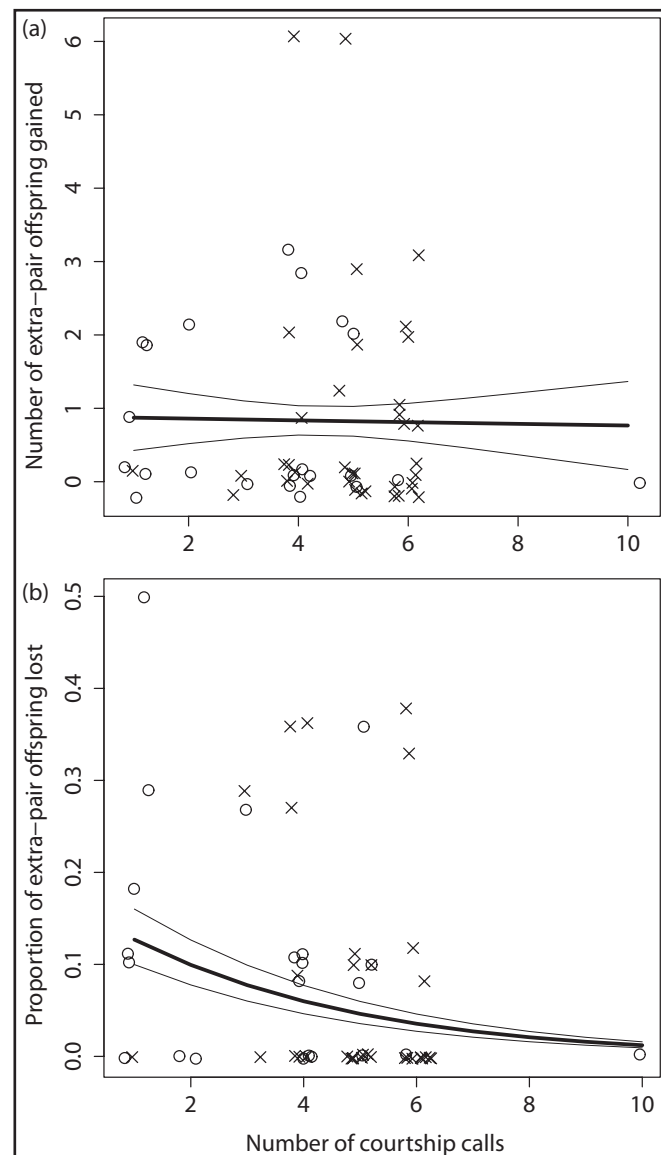 (a)
Number of extra−pair offspring gained
6
5
4
3
2
1
0
2 4 6 8 10
(b)
Proportion of extra−pair offspring lost
0.5
0.4
0.3
0.2
0.1
0.0
2 4 6 8 10
Number of courtship calls